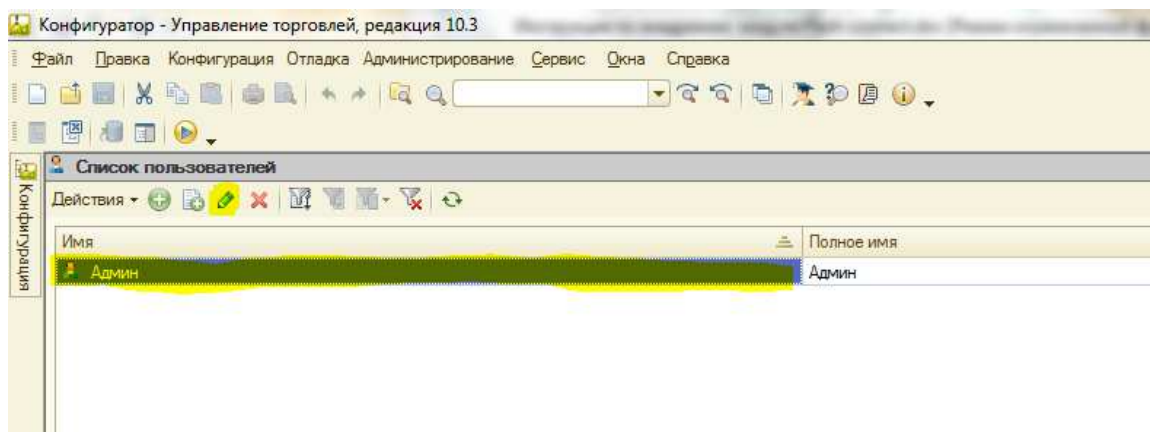 Конфигуратор - Управление торговлей, редакция 10.3
Файл Правка Конфигурация Отладка Администрирование Сервис Окна Справка
Конфигурация
Список пользователей
Действия
Имя Полное имя
Админ Админ